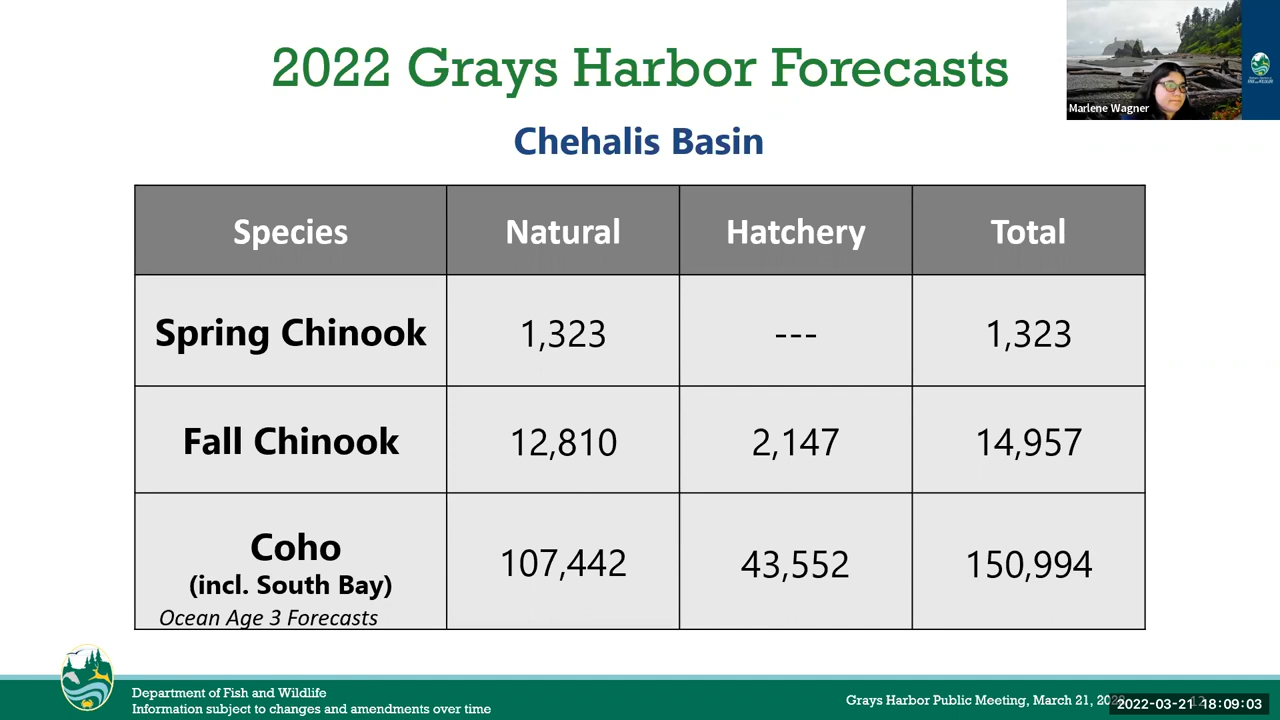 2022 Grays Harbor Forecasts
Marlene Wagner
Chehalis Basin
Species Natural Hatchery Total
Spring Chinook 1,323 --- 1,323
Fall Chinook 12,810 2,147 14,957
Coho 107,442 43,552 150,994
(incl. South Bay)
Ocean Age 3 Forecasts
Department of Fish and Wildlife
Information subject to changes and amendments over time
Grays Harbor Public Meeting, March 21, 2022 12
2022-03-21 18:09:03